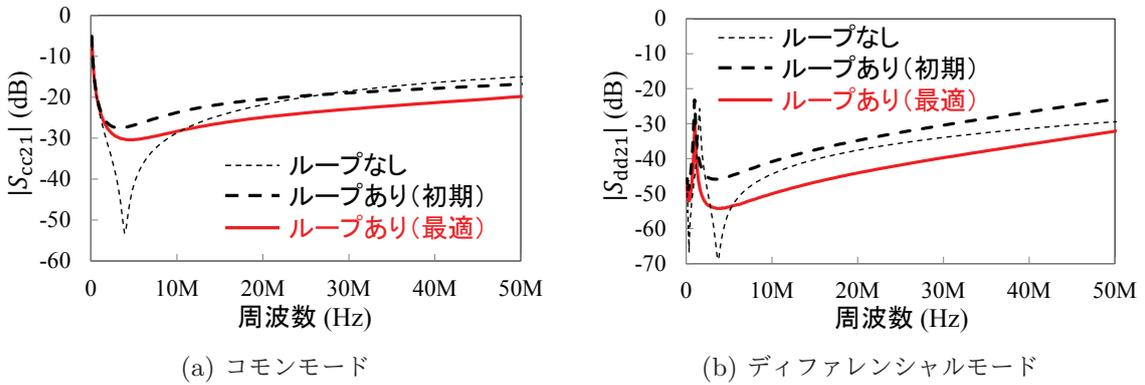 0
-10
-20
-30
-40
-50
-60
|Scc21| (dB)
ループなし
ループあり(初期)
ループあり(最適)
0
10M
20M
30M
40M
50M
周波数 (Hz)
(a) コモンモード
0
-10
-20
-30
-40
-50
-60
-70
|Sdd21| (dB)
ループなし
ループあり(初期)
ループあり(最適)
0
10M
20M
30M
40M
50M
周波数 (Hz)
(b) ディファレンシャルモード